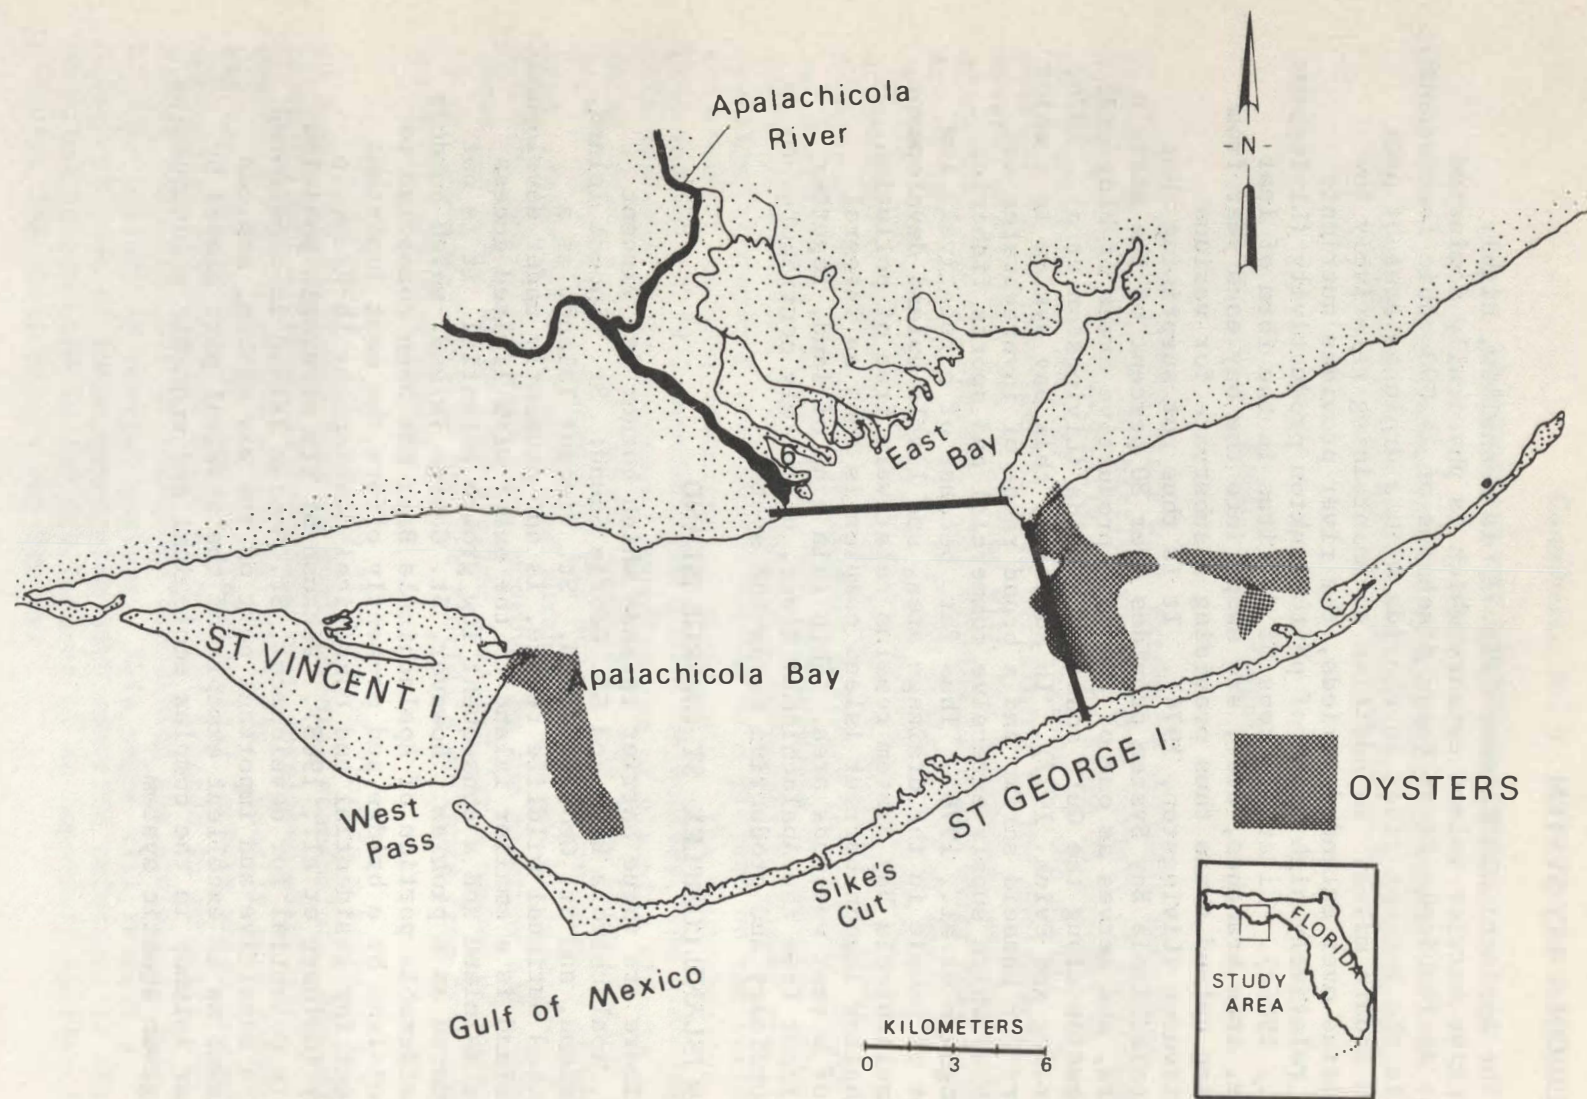 Apalachicola
River
- N -
6
East
Bay
ST VINCENT I
Apalachicola Bay
West
Pass
Sike's
Cut
ST GEORGE I
OYSTERS
Gulf of Mexico
KILOMETERS
0 3 6
FLORIDA
STUDY
AREA